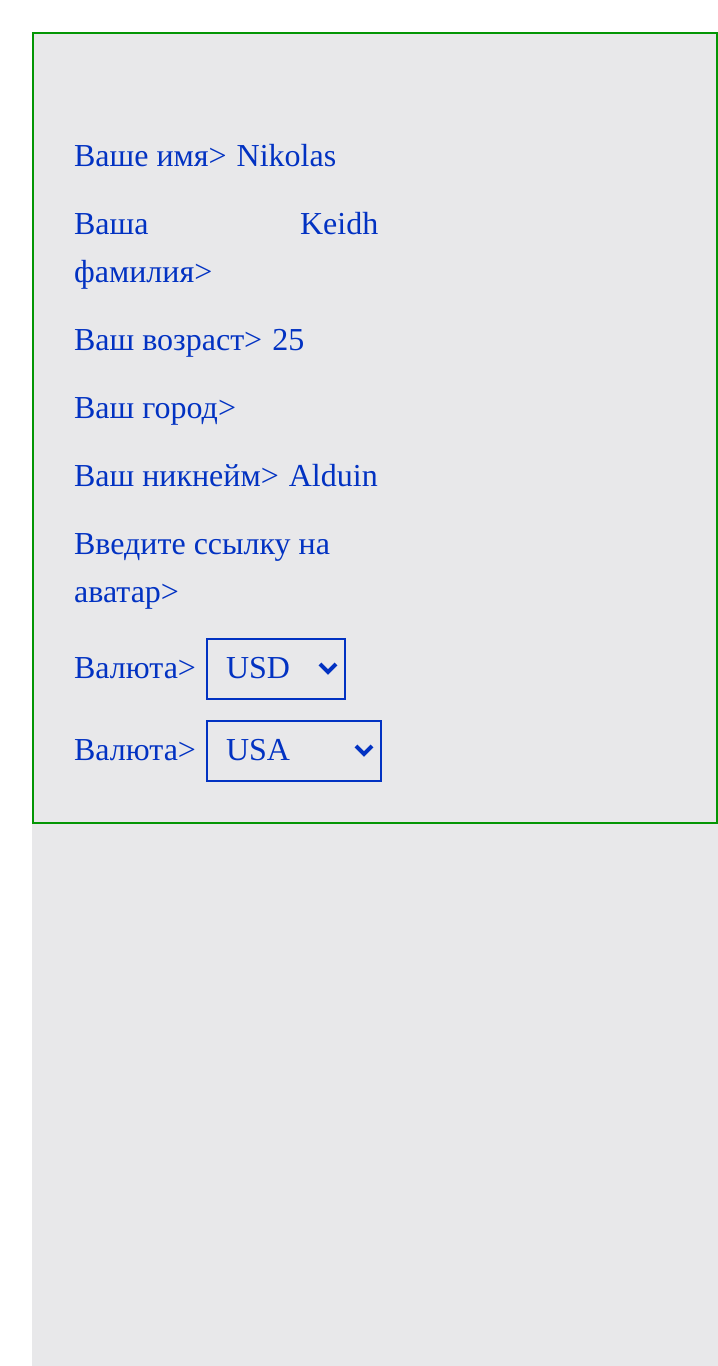 Ваше имя> Nikolas
Ваша Keidh
фамилия>
Ваш возраст> 25
Ваш город>
Ваш никнейм> Alduin
Введите ссылку на
аватар>
Валюта> USD
Валюта> USA